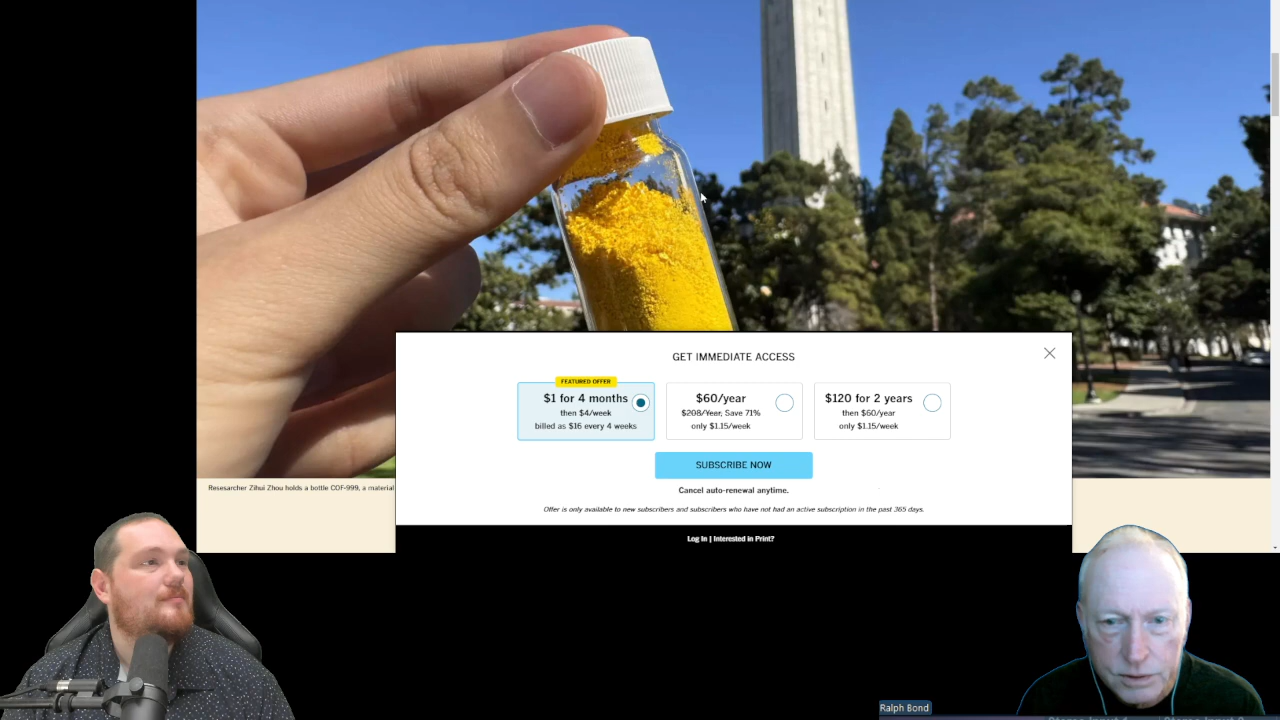 GET IMMEDIATE ACCESS
FEATURED OFFER
$1 for 4 months
then $4/week
billed as $16 every 4 weeks
$60/year
$208/Year, Save 71%
only $1.15/week
$120 for 2 years
then $60/year
only $1.15/week
SUBSCRIBE NOW
Resesarcher Zihui Zhou holds a bottle COF-999, a material
Cancel auto-renewal anytime.
Offer is only available to new subscribers and subscribers who have not had an active subscription in the past 365 days.
Log In | Interested in Print?
Ralph Bond